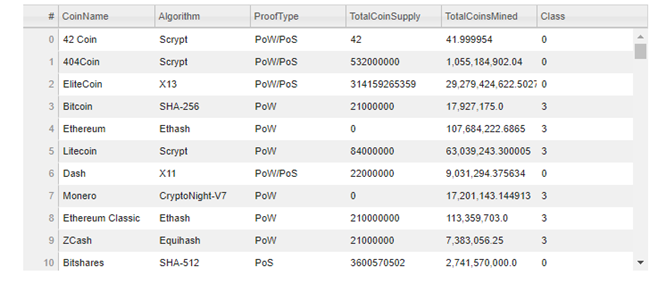 # CoinName Algorithm ProofType TotalCoinSupply TotalCoinsMined Class
0 42 Coin Scrypt PoW/PoS 42 41.999954 0
1 404Coin Scrypt PoW/PoS 532000000 1,055,184,902.04 0
2 EliteCoin X13 PoW/PoS 314159265359 29,279,424,622.5027 0
3 Bitcoin SHA-256 PoW 21000000 17,927,175.0 3
4 Ethereum Ethash PoW 0 107,684,222.6865 3
5 Litecoin Scrypt PoW 84000000 63,039,243.300005 3
6 Dash X11 PoW/PoS 22000000 9,031,294.375634 0
7 Monero CryptoNight-V7 PoW 0 17,201,143.144913 3
8 Ethereum Classic Ethash PoW 210000000 113,359,703.0 3
9 ZCash Equihash PoW 21000000 7,383,056.25 3
10 Bitshares SHA-512 PoS 3600570502 2,741,570,000.0 0